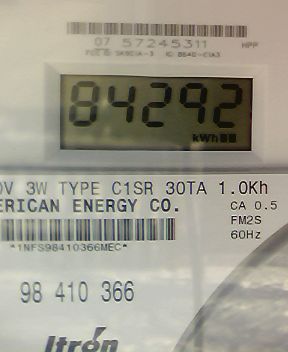 07 57245311 HPP
84292
kWh
0V 3W TYPE C1SR 30TA 1.0Kh
ERICAN ENERGY CO. CA 0.5
FM2S
60Hz
*1NFS98410366MEC*
98 410 366
Itron